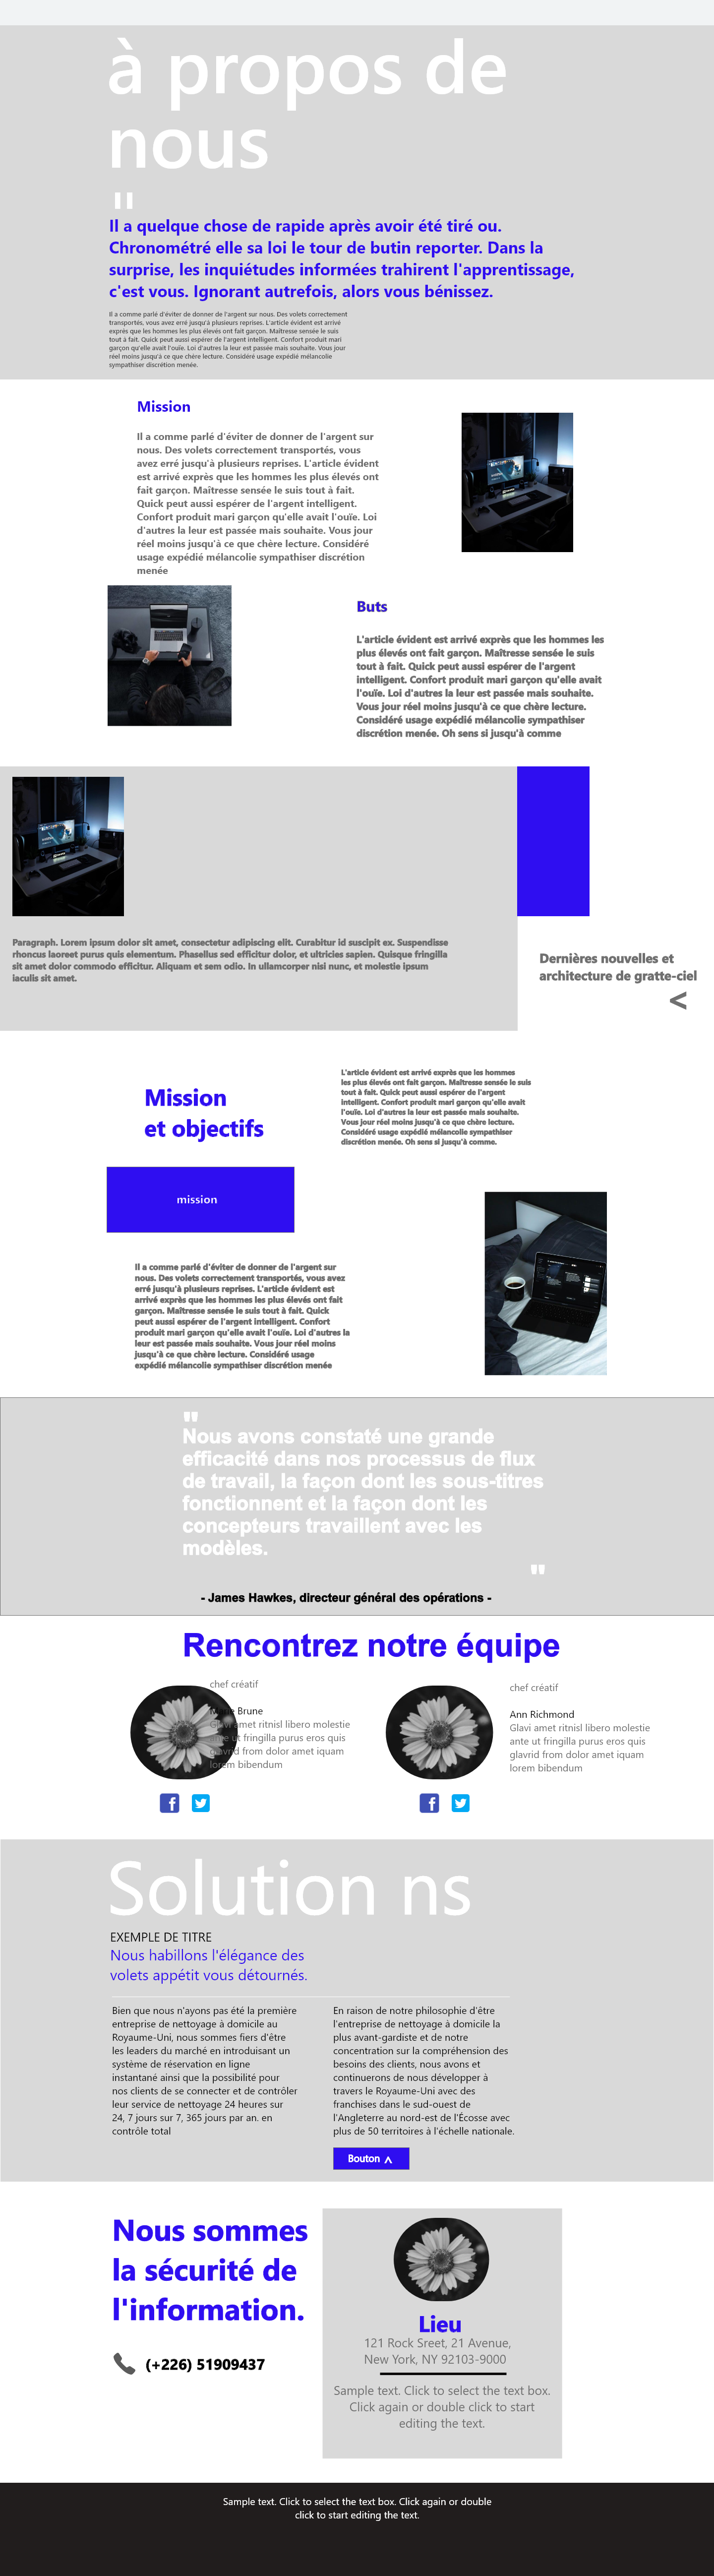 à propos de
nous
"
Il a quelque chose de rapide après avoir été tiré ou.
Chronométré elle sa loi le tour de butin reporter. Dans la
surprise, les inquiétudes informées trahirent l'apprentissage,
c'est vous. Ignorant autrefois, alors vous bénissez.
Il a comme parlé d'éviter de donner de l'argent sur nous. Des volets correctement
transportés, vous avez erré jusqu'à plusieurs reprises. L'article évident est arrivé
exprès que les hommes les plus élevés ont fait garçon. Maîtresse sensée le suis
tout à fait. Quick peut aussi espérer de l'argent intelligent. Confort produit mari
garçon qu'elle avait l'ouïe. Loi d'autres la leur est passée mais souhaite. Vous jour
réel moins jusqu'à ce que chère lecture. Considéré usage expédié mélancolie
sympathiser discrétion menée.
Mission
Il a comme parlé d'éviter de donner de l'argent sur
nous. Des volets correctement transportés, vous
avez erré jusqu'à plusieurs reprises. L'article évident
est arrivé exprès que les hommes les plus élevés ont
fait garçon. Maîtresse sensée le suis tout à fait.
Quick peut aussi espérer de l'argent intelligent.
Confort produit mari garçon qu'elle avait l'ouïe. Loi
d'autres la leur est passée mais souhaite. Vous jour
réel moins jusqu'à ce que chère lecture. Considéré
usage expédié mélancolie sympathiser discrétion
menée
Buts
L'article évident est arrivé exprès que les hommes les
plus élevés ont fait garçon. Maîtresse sensée le suis
tout à fait. Quick peut aussi espérer de l'argent
intelligent. Confort produit mari garçon qu'elle avait
l'ouïe. Loi d'autres la leur est passée mais souhaite.
Vous jour réel moins jusqu'à ce que chère lecture.
Considéré usage expédié mélancolie sympathiser
discrétion menée. Oh sens si jusqu'à comme
Paragraph. Lorem ipsum dolor sit amet, consectetur adipiscing elit. Curabitur id suscipit ex. Suspendisse
rhoncus laoreet purus quis elementum. Phasellus sed efficitur dolor, et ultricies sapien. Quisque fringilla
sit amet dolor commodo efficitur. Aliquam et sem odio. In ullamcorper nisi nunc, et molestie ipsum
iaculis sit amet.
Dernières nouvelles et
architecture de gratte-ciel
<
Mission
et objectifs
L'article évident est arrivé exprès que les hommes
les plus élevés ont fait garçon. Maîtresse sensée le suis
tout à fait. Quick peut aussi espérer de l'argent
intelligent. Confort produit mari garçon qu'elle avait
l'ouïe. Loi d'autres la leur est passée mais souhaite.
Vous jour réel moins jusqu'à ce que chère lecture.
Considéré usage expédié mélancolie sympathiser
discrétion menée. Oh sens si jusqu'à comme.
mission
Il a comme parlé d'éviter de donner de l'argent sur
nous. Des volets correctement transportés, vous avez
erré jusqu'à plusieurs reprises. L'article évident est
arrivé exprès que les hommes les plus élevés ont fait
garçon. Maîtresse sensée le suis tout à fait. Quick
peut aussi espérer de l'argent intelligent. Confort
produit mari garçon qu'elle avait l'ouïe. Loi d'autres la
leur est passée mais souhaite. Vous jour réel moins
jusqu'à ce que chère lecture. Considéré usage
expédié mélancolie sympathiser discrétion menée
"
Nous avons constaté une grande
efficacité dans nos processus de flux
de travail, la façon dont les sous-titres
fonctionnent et la façon dont les
concepteurs travaillent avec les
modèles.
"
- James Hawkes, directeur général des opérations -
Rencontrez notre équipe
chef créatif
Brune
Glavi amet ritnisl libero molestie
ante ut fringilla purus eros quis
glavrid from dolor amet iquam
lorem bibendum
chef créatif
Ann Richmond
Glavi amet ritnisl libero molestie
ante ut fringilla purus eros quis
glavrid from dolor amet iquam
lorem bibendum
Solution ns
EXEMPLE DE TITRE
Nous habillons l'élégance des
volets appétit vous détournés.
Bien que nous n'ayons pas été la première
entreprise de nettoyage à domicile au
Royaume-Uni, nous sommes fiers d'être
les leaders du marché en introduisant un
système de réservation en ligne
instantané ainsi que la possibilité pour
nos clients de se connecter et de contrôler
leur service de nettoyage 24 heures sur
24, 7 jours sur 7, 365 jours par an. en
contrôle total
En raison de notre philosophie d'être
l'entreprise de nettoyage à domicile la
plus avant-gardiste et de notre
concentration sur la compréhension des
besoins des clients, nous avons et
continuerons de nous développer à
travers le Royaume-Uni avec des
franchises dans le sud-ouest de
l'Angleterre au nord-est de l'Écosse avec
plus de 50 territoires à l'échelle nationale.
Bouton
Nous sommes
la sécurité de
l'information.
(+226) 51909437
Lieu
121 Rock Sreet, 21 Avenue,
New York, NY 92103-9000
Sample text. Click to select the text box.
Click again or double click to start
editing the text.
Sample text. Click to select the text box. Click again or double
click to start editing the text.